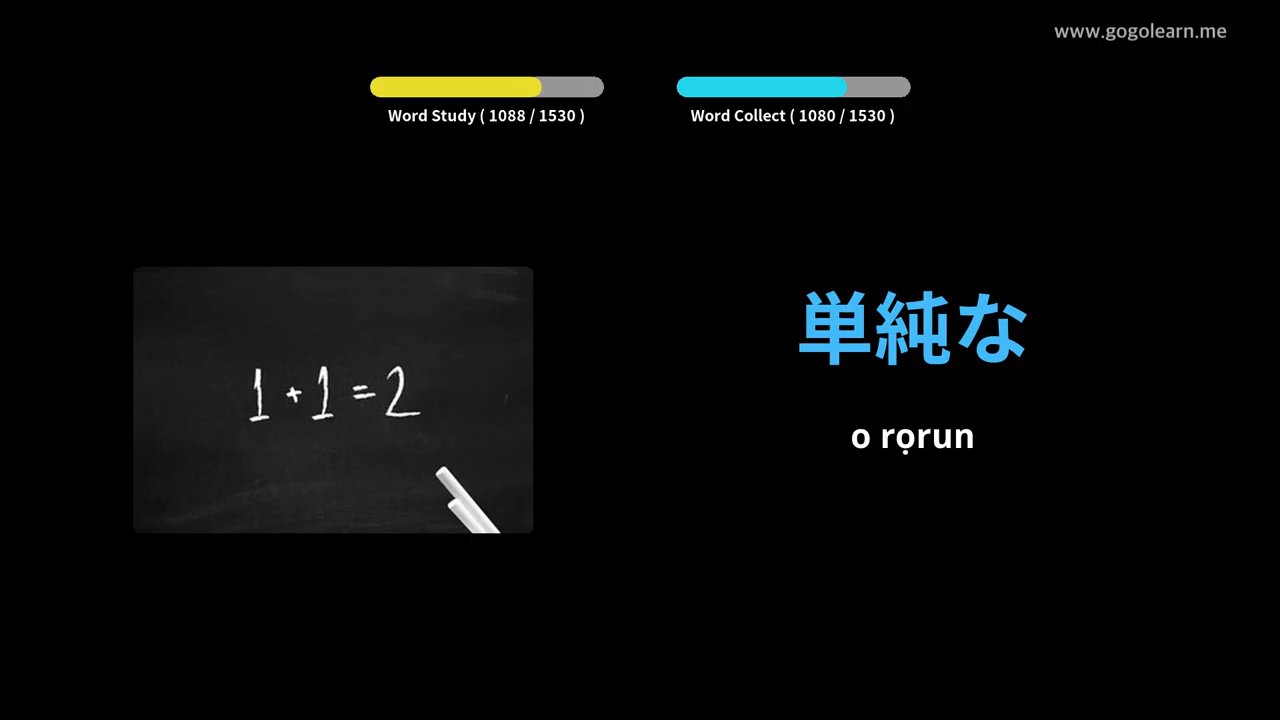 www.gogolearn.me
Word Study ( 1088 / 1530 )
Word Collect ( 1080 / 1530 )
1 + 1 = 2
単純な
o rọrun